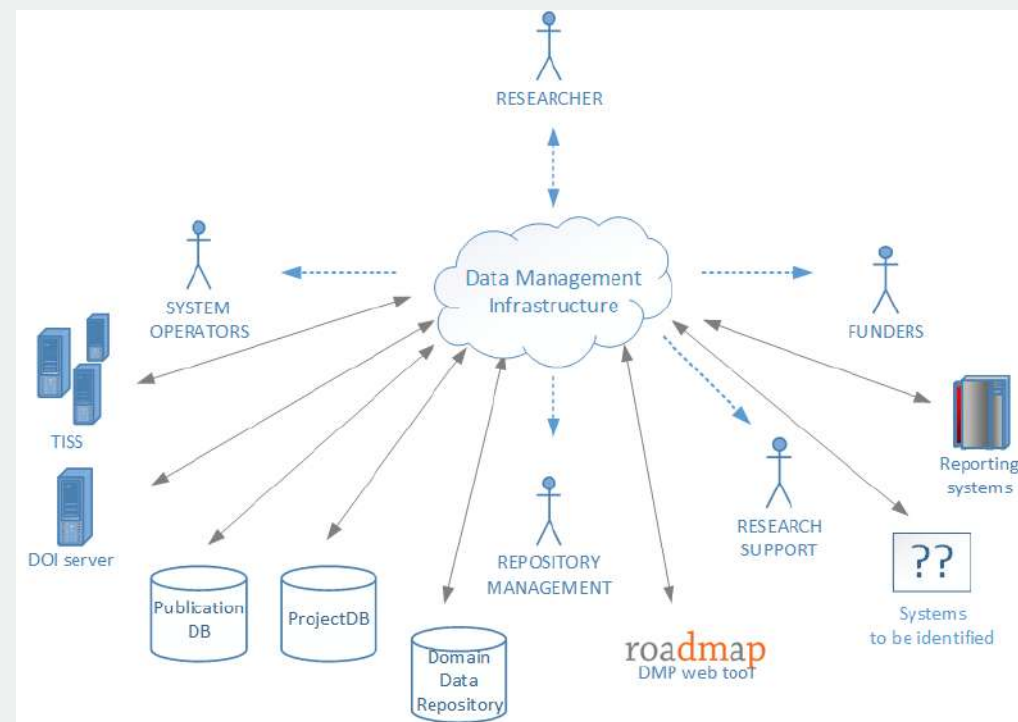 RESEARCHER
Data Management
Infrastructure
SYSTEM
OPERATORS
FUNDERS
TISS
Reporting
systems
DOI server
REPOSITORY
MANAGEMENT
RESEARCH
SUPPORT
??
Publication
DB
ProjectDB
Systems
to be identified
Domain
Data
Repository
roadmap
DMP web tool